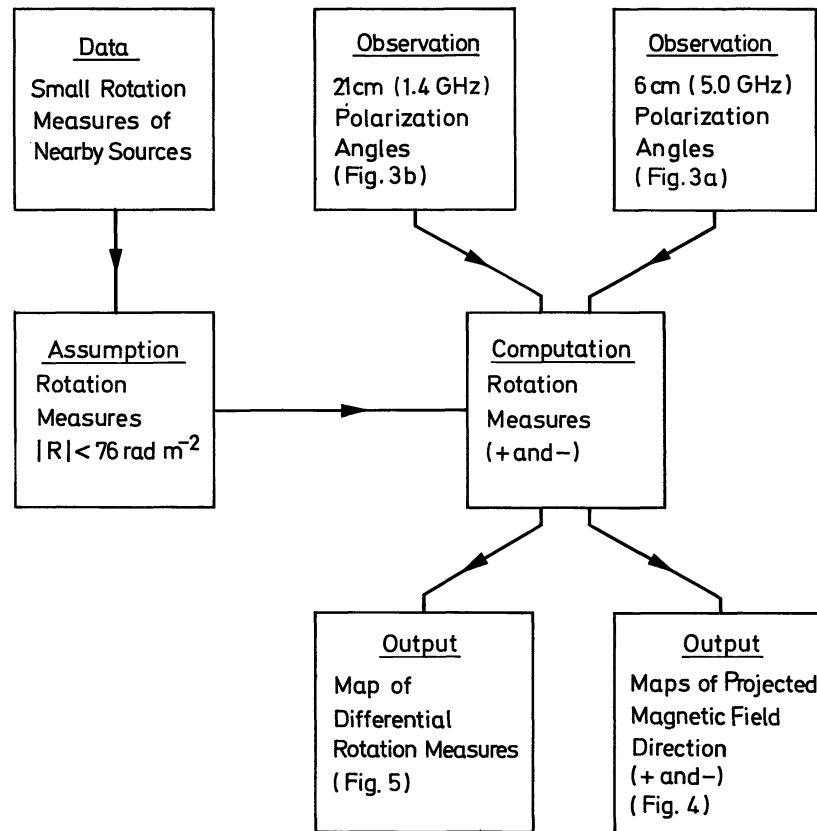 Data
Small Rotation
Measures of
Nearby Sources
Observation
21cm (1.4 GHz)
Polarization
Angles
(Fig. 3b)
Observation
6cm (5.0 GHz)
Polarization
Angles
(Fig. 3a)
Assumption
Rotation
Measures
|R| < 76 rad m⁻²
Computation
Rotation
Measures
(+ and −)
Output
Map of
Differential
Rotation Measures
(Fig. 5)
Output
Maps of Projected
Magnetic Field
Direction
(+ and −)
(Fig. 4)